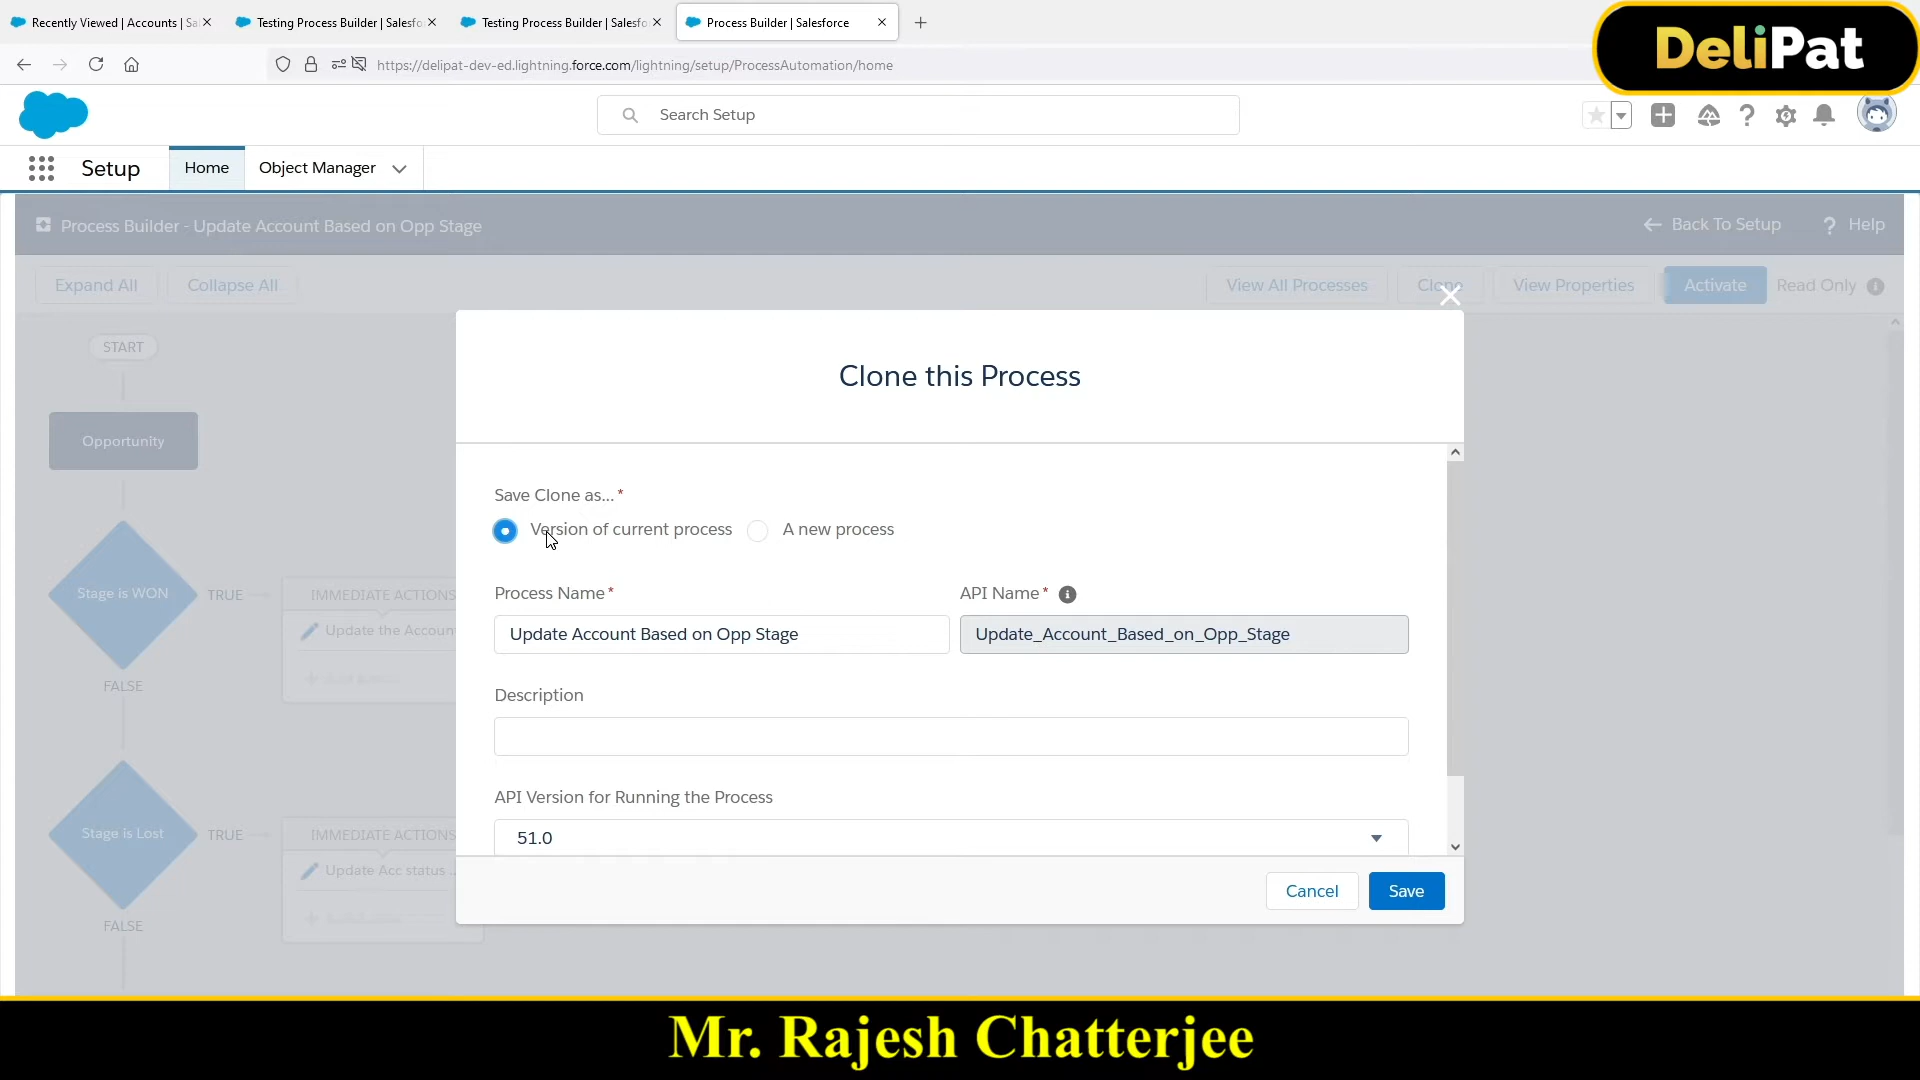 Recently Viewed | Accounts | Sa
Testing Process Builder | Salesfo
Testing Process Builder | Salesfo
Process Builder | Salesforce
https://delipat-dev-ed.lightning.force.com/lightning/setup/ProcessAutomation/home
DeliPat
Search Setup
Setup
Home
Object Manager
Process Builder - Update Account Based on Opp Stage
Back To Setup
? Help
Expand All
Collapse All
View All Processes
Clone
View Properties
Activate
Read Only
START
Clone this Process
Opportunity
Save Clone as... *
Version of current process
A new process
Stage is WON
TRUE
IMMEDIATE ACTIONS
Update the Account
FALSE
Process Name *
API Name *
Update Account Based on Opp Stage
Update_Account_Based_on_Opp_Stage
Description
API Version for Running the Process
51.0
Stage is Lost
TRUE
IMMEDIATE ACTIONS
Update Acc status ...
FALSE
Cancel
Save
Mr. Rajesh Chatterjee